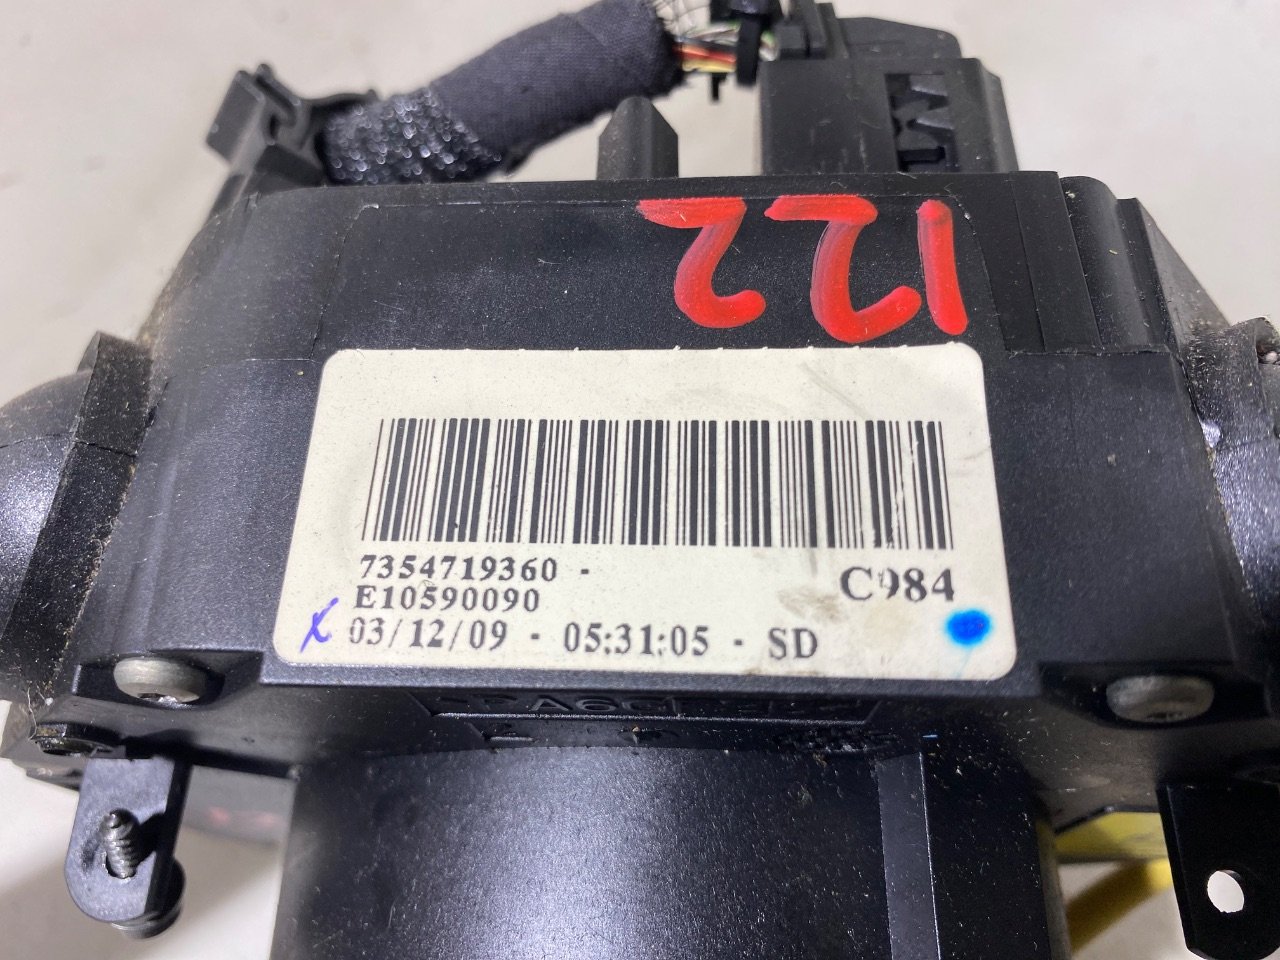 122
7354719360 -
C984
E10590090
X 03/12/09 - 05:31:05 - SD